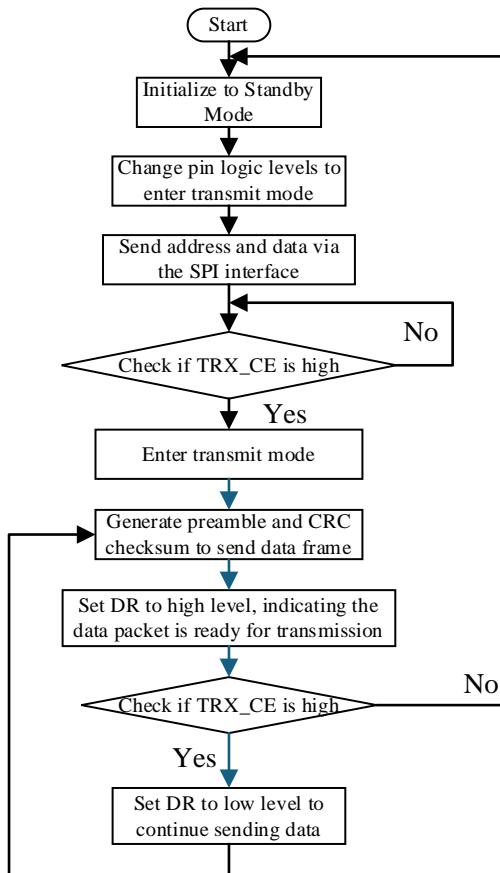 Start
Initialize to Standby
Mode
Change pin logic levels to
enter transmit mode
Send address and data via
the SPI interface
No
Check if TRX_CE is high
Yes
Enter transmit mode
Generate preamble and CRC
checksum to send data frame
Set DR to high level, indicating the
data packet is ready for transmission
No
Check if TRX_CE is high
Yes
Set DR to low level to
continue sending data